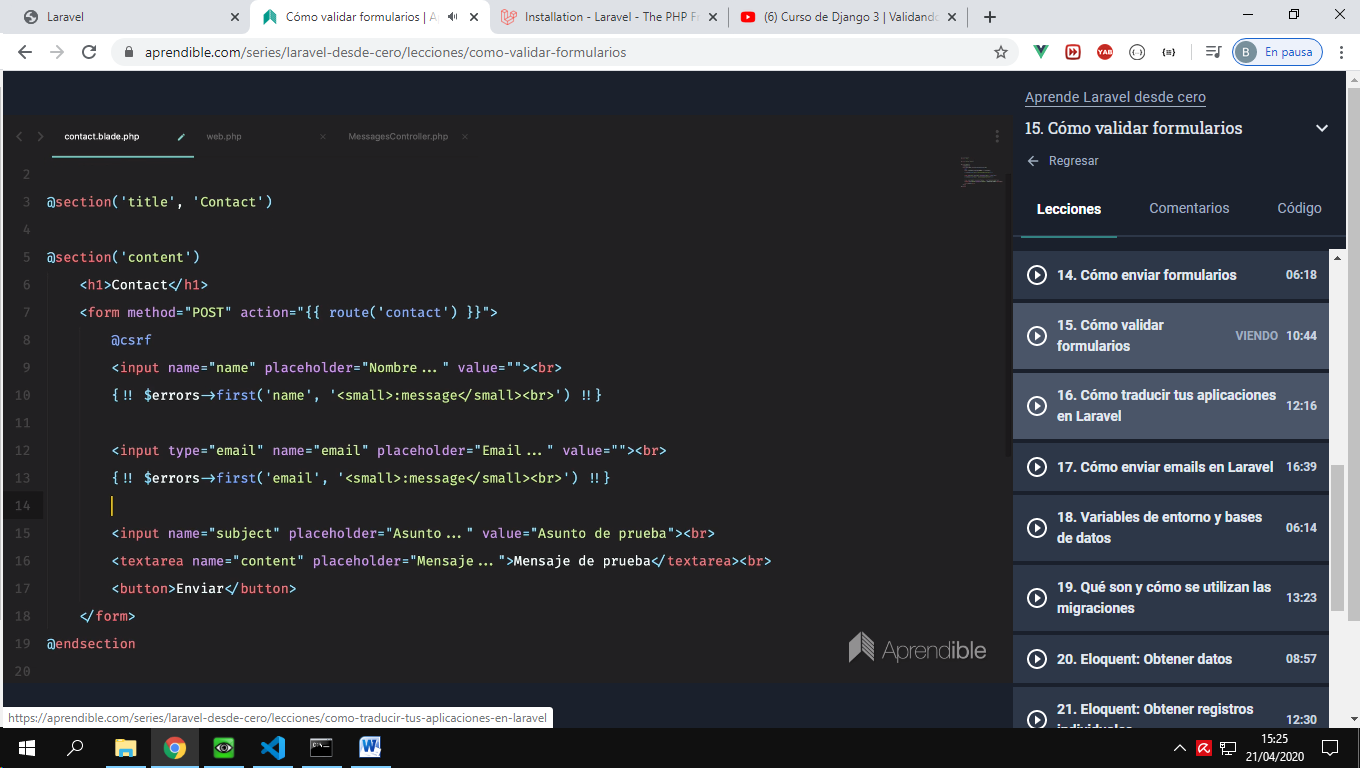 Laravel
Cómo validar formularios | A
Installation - Laravel - The PHP F
(6) Curso de Django 3 | Validando
aprendible.com/series/laravel-desde-cero/lecciones/como-validar-formularios
YAB
B
En pausa
contact.blade.php
web.php
MessagesController.php
2
3 @section('title', 'Contact')
4
5 @section('content')
6 <h1>Contact</h1>
7 <form method="POST" action="{{ route('contact') }}">
8 @csrf
9 <input name="name" placeholder="Nombre..." value=""><br>
10 {!! $errors->first('name', '<small>:message</small><br>') !!}
11
12 <input type="email" name="email" placeholder="Email..." value=""><br>
13 {!! $errors->first('email', '<small>:message</small><br>') !!}
14
15 <input name="subject" placeholder="Asunto..." value="Asunto de prueba"><br>
16 <textarea name="content" placeholder="Mensaje...">Mensaje de prueba</textarea><br>
17 <button>Enviar</button>
18 </form>
19 @endsection
20
Aprendible
https://aprendible.com/series/laravel-desde-cero/lecciones/como-traducir-tus-aplicaciones-en-laravel
Aprende Laravel desde cero
15. Cómo validar formularios
Regresar
Lecciones
Comentarios
Código
14. Cómo enviar formularios
06:18
15. Cómo validar
formularios
VIENDO 10:44
16. Cómo traducir tus aplicaciones
en Laravel
12:16
17. Cómo enviar emails en Laravel
16:39
18. Variables de entorno y bases
de datos
06:14
19. Qué son y cómo se utilizan las
migraciones
13:23
20. Eloquent: Obtener datos
08:57
21. Eloquent: Obtener registros
individuales
12:30
15:25
21/04/2020